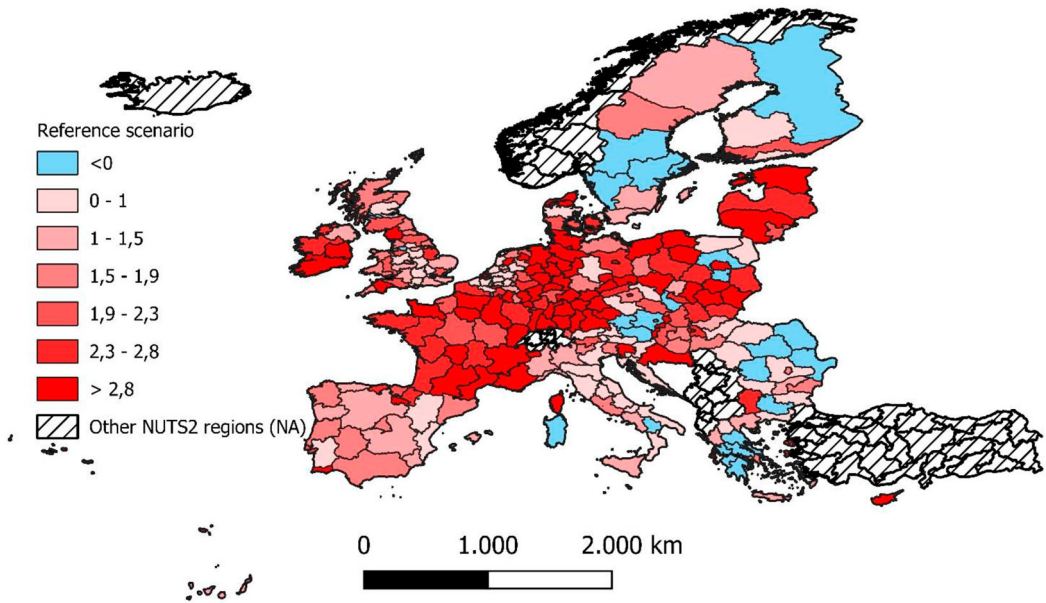 Reference scenario
<0
0 - 1
1 - 1,5
1,5 - 1,9
1,9 - 2,3
2,3 - 2,8
> 2,8
Other NUTS2 regions (NA)
0 1.000 2.000 km